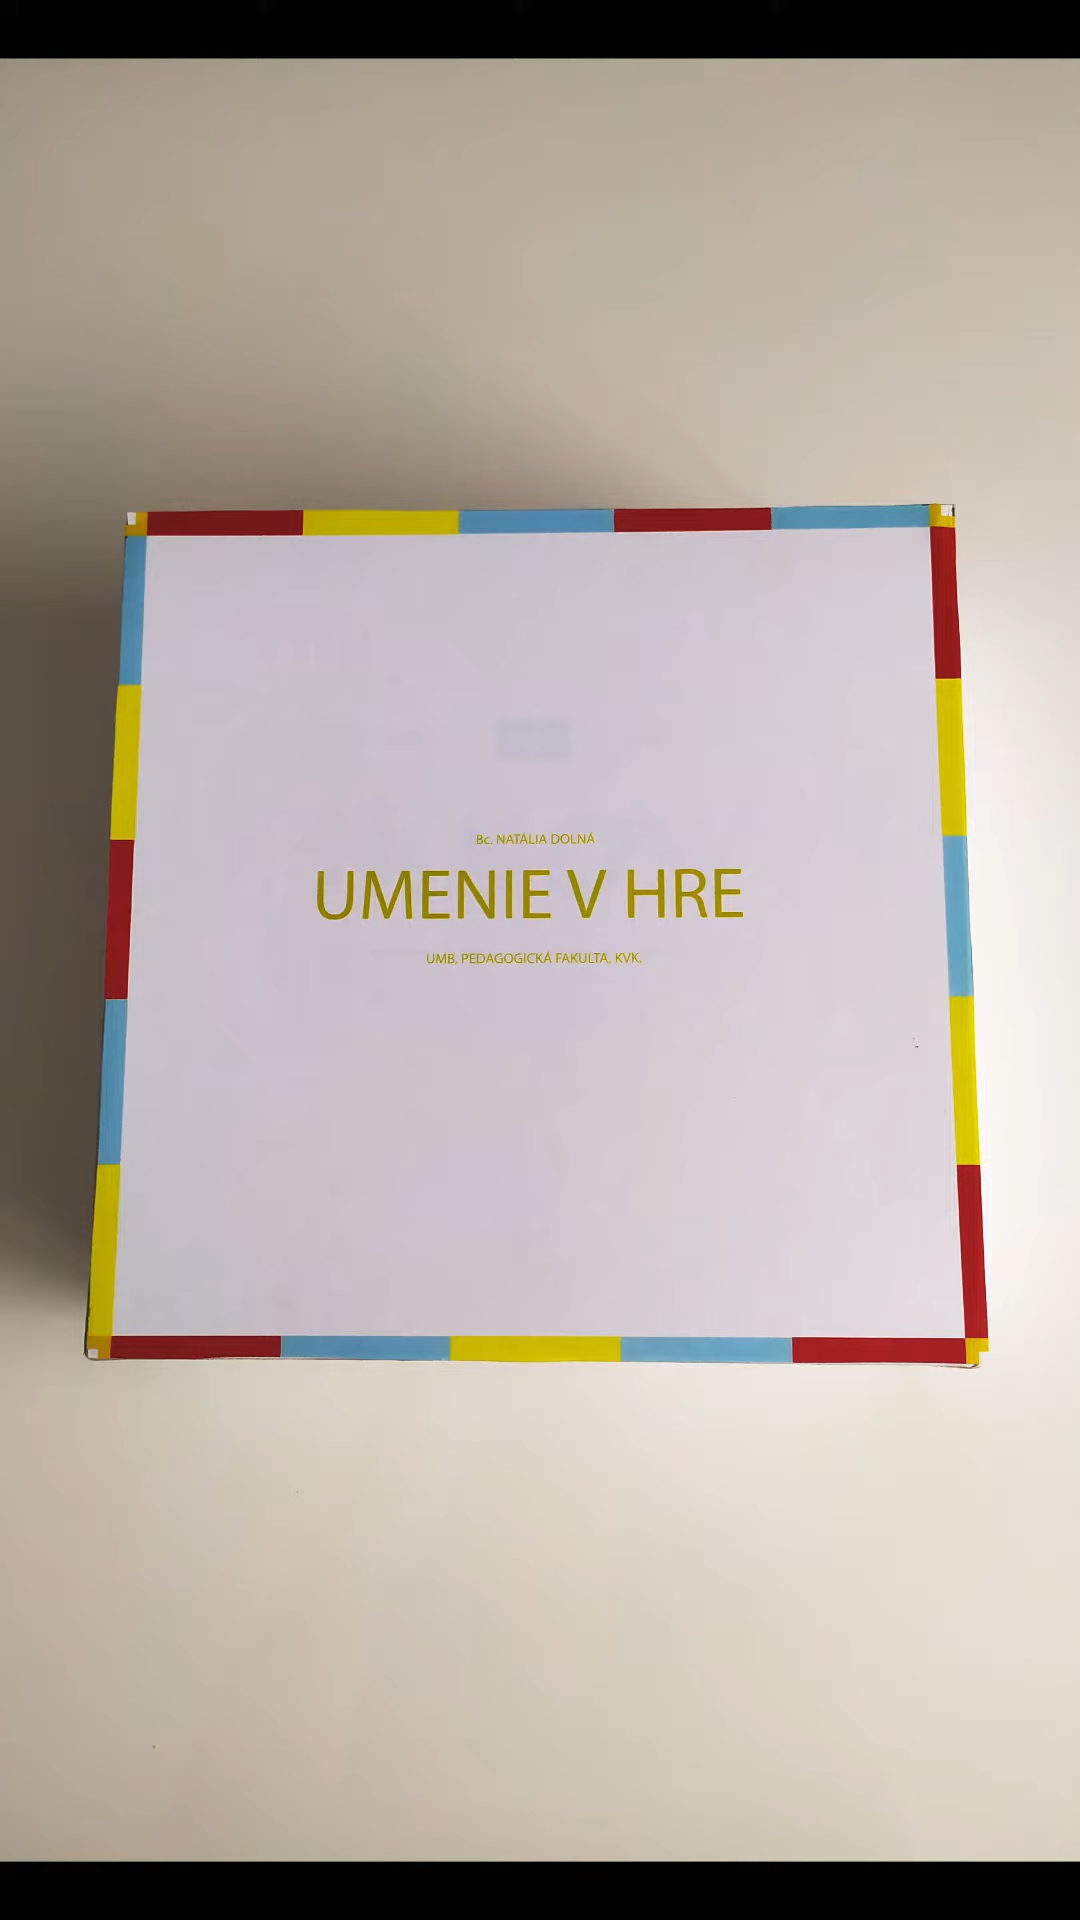 Bc. NATÁLIA DOLNÁ
UMENIE V HRE
UMB, PEDAGOGICKÁ FAKULTA, KVK,